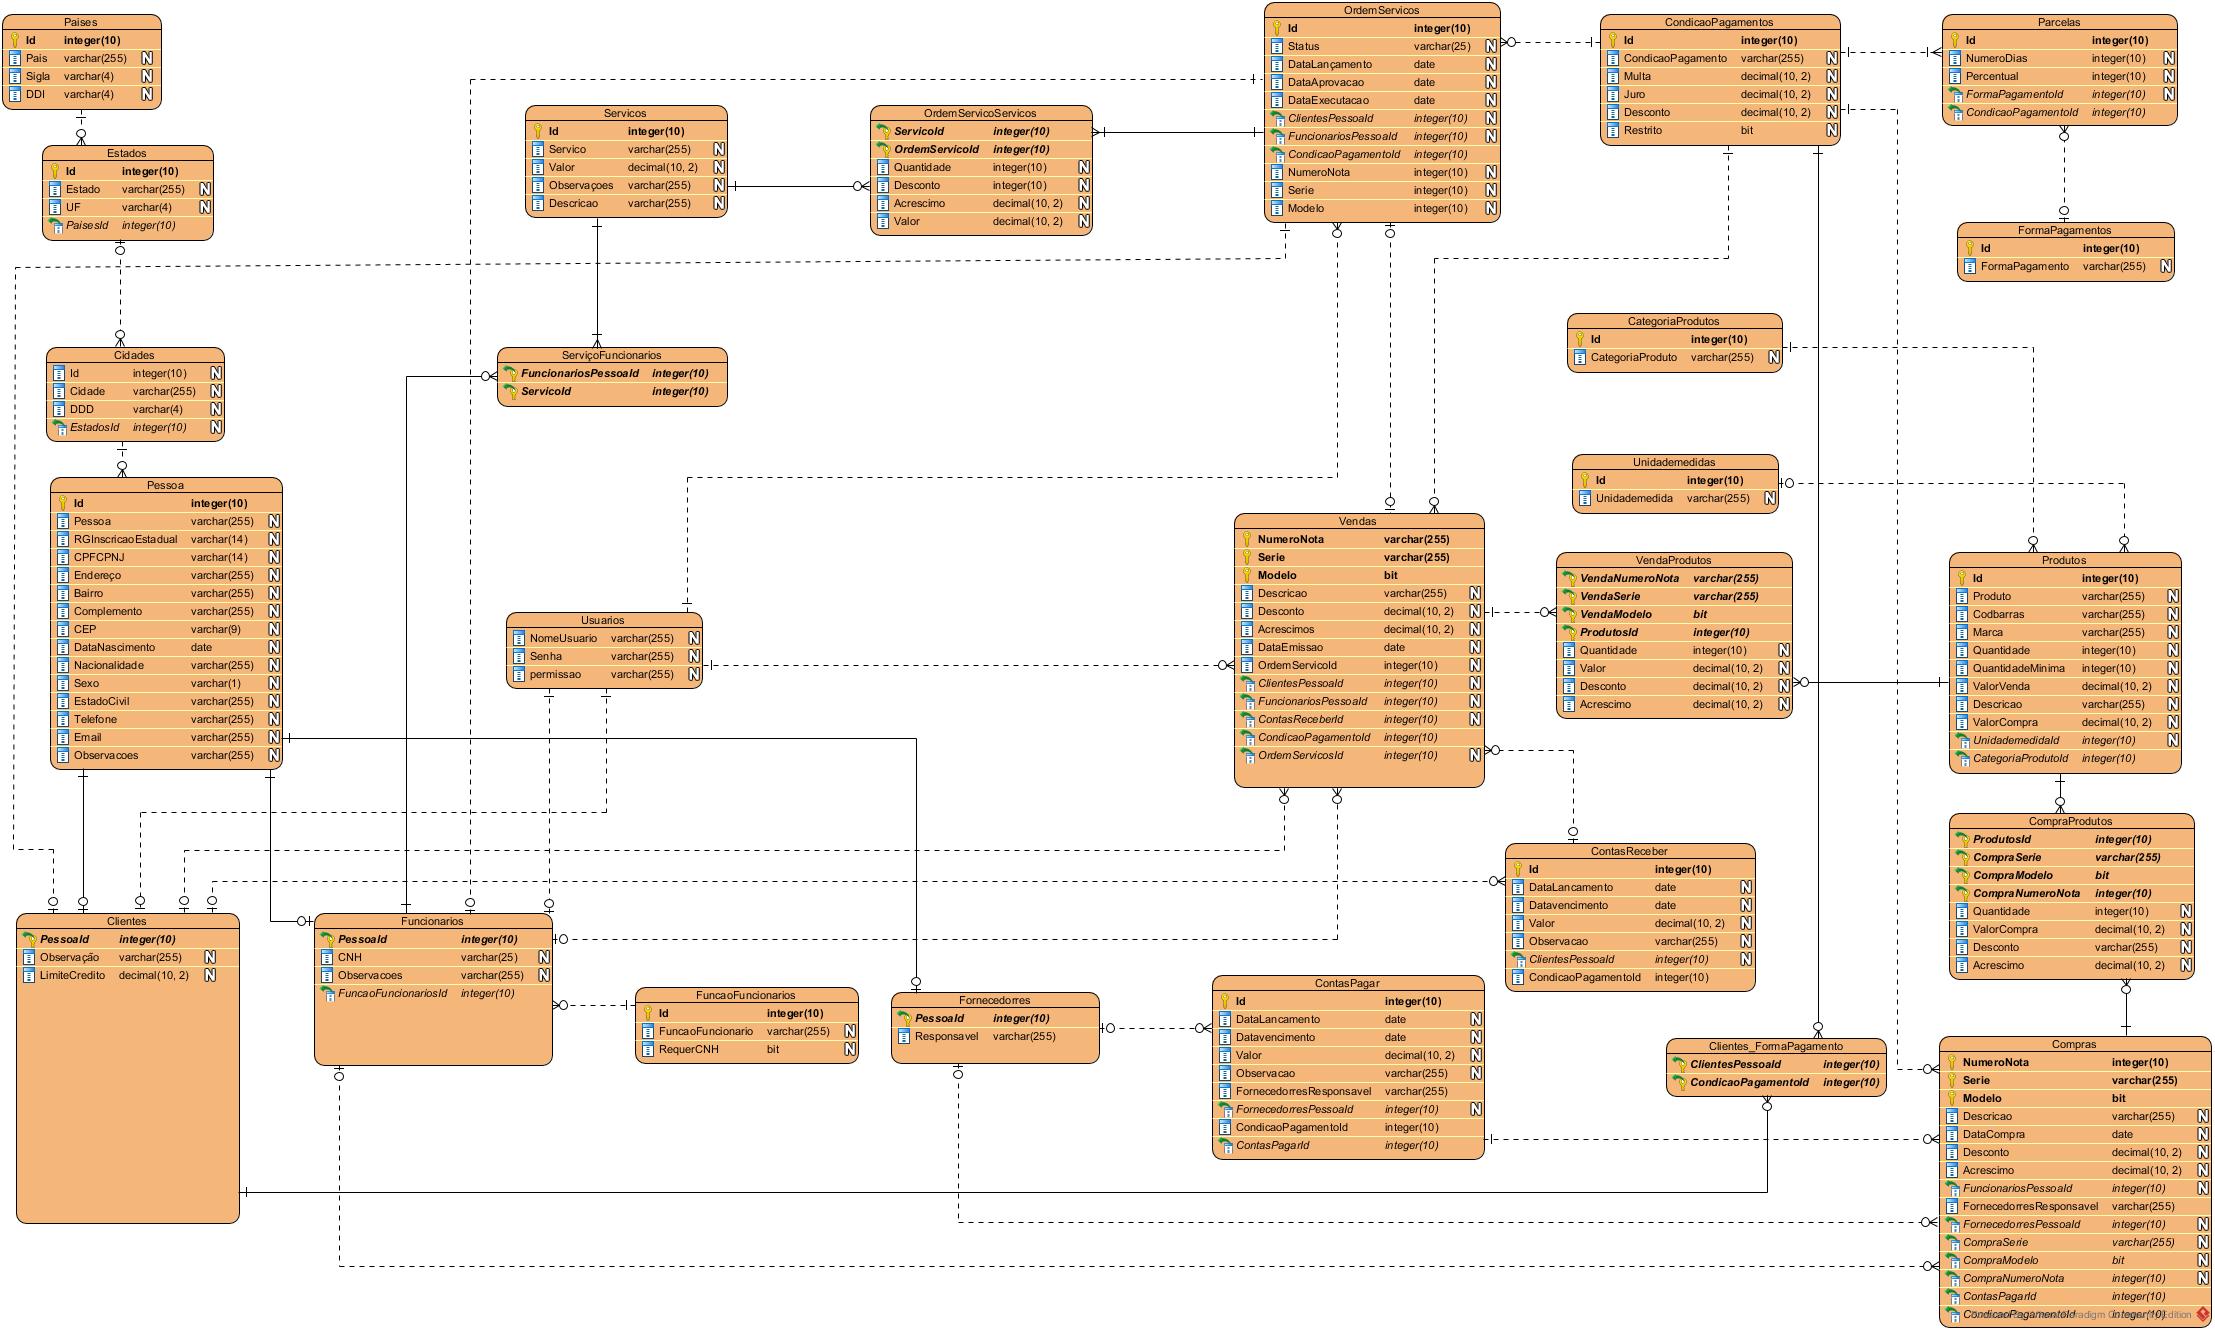 Paises
Id integer(10)
Pais varchar(255) N
Sigla varchar(4) N
DDI varchar(4) N
Estados
Id integer(10)
Estado varchar(255) N
UF varchar(4) N
PaisesId integer(10)
Cidades
Id integer(10) N
Cidade varchar(255) N
DDD varchar(4) N
EstadosId integer(10) N
Pessoa
Id integer(10)
Pessoa varchar(255) N
RGInscricaoEstadual varchar(14) N
CPFCPNJ varchar(14) N
Endereço varchar(255) N
Bairro varchar(255) N
Complemento varchar(255) N
CEP varchar(9) N
DataNascimento date N
Nacionalidade varchar(255) N
Sexo varchar(1) N
EstadoCivil varchar(255) N
Telefone varchar(255) N
Email varchar(255) N
Observacoes varchar(255) N
Clientes
PessoaId integer(10)
Observação varchar(255) N
LimiteCredito decimal(10, 2) N
Servicos
Id integer(10)
Servico varchar(255) N
Valor decimal(10, 2) N
Observaçoes varchar(255) N
Descricao varchar(255) N
OrdemServicoServicos
ServicoId integer(10)
OrdemServicoId integer(10)
Quantidade integer(10) N
Desconto integer(10) N
Acrescimo decimal(10, 2) N
Valor decimal(10, 2) N
ServiçoFuncionarios
FuncionariosPessoaId integer(10)
ServicoId integer(10)
Usuarios
NomeUsuario varchar(255) N
Senha varchar(255) N
permissao varchar(255) N
Funcionarios
PessoaId integer(10)
CNH varchar(25) N
Observacoes varchar(255) N
FuncaoFuncionariosId integer(10)
FuncaoFuncionarios
Id integer(10)
FuncaoFuncionario varchar(255) N
RequerCNH bit N
Fornecedorres
PessoaId integer(10)
Responsavel varchar(255)
OrdemServicos
Id integer(10)
Status varchar(25) N
DataLançamento date N
DataAprovacao date N
DataExecutacao date N
ClientesPessoaId integer(10) N
FuncionariosPessoaId integer(10) N
CondicaoPagamentoId integer(10)
NumeroNota integer(10) N
Serie integer(10) N
Modelo integer(10) N
CondicaoPagamentos
Id integer(10)
CondicaoPagamento varchar(255) N
Multa decimal(10, 2) N
Juro decimal(10, 2) N
Desconto decimal(10, 2) N
Restrito bit N
Parcelas
Id integer(10)
NumeroDias integer(10) N
Percentual integer(10) N
FormaPagamentoId integer(10) N
CondicaoPagamentoId integer(10)
FormaPagamentos
Id integer(10)
FormaPagamento varchar(255) N
CategoriaProdutos
Id integer(10)
CategoriaProduto varchar(255) N
Unidademedidas
Id integer(10)
Unidademedida varchar(255) N
Vendas
NumeroNota varchar(255)
Serie varchar(255)
Modelo bit
Descricao varchar(255) N
Desconto decimal(10, 2) N
Acrescimos decimal(10, 2) N
DataEmissao date N
OrdemServicoId integer(10) N
ClientesPessoaId integer(10) N
FuncionariosPessoaId integer(10) N
ContasReceberId integer(10) N
CondicaoPagamentoId integer(10)
OrdemServicosId integer(10) N
VendaProdutos
VendaNumeroNota varchar(255)
VendaSerie varchar(255)
VendaModelo bit
ProdutosId integer(10)
Quantidade integer(10) N
Valor decimal(10, 2) N
Desconto decimal(10, 2) N
Acrescimo decimal(10, 2) N
Produtos
Id integer(10)
Produto varchar(255) N
Codbarras varchar(255) N
Marca varchar(255) N
Quantidade integer(10) N
QuantidadeMinima integer(10) N
ValorVenda decimal(10, 2) N
Descricao varchar(255) N
ValorCompra decimal(10, 2) N
UnidademedidaId integer(10) N
CategoriaProdutoId integer(10)
ContasReceber
Id integer(10)
DataLancamento date N
Datavencimento date N
Valor decimal(10, 2) N
Observacao varchar(255) N
ClientesPessoaId integer(10) N
CondicaoPagamentoId integer(10)
CompraProdutos
ProdutosId integer(10)
CompraSerie varchar(255)
CompraModelo bit
CompraNumeroNota integer(10)
Quantidade integer(10) N
ValorCompra decimal(10, 2) N
Desconto varchar(255) N
Acrescimo decimal(10, 2) N
ContasPagar
Id integer(10)
DataLancamento date N
Datavencimento date N
Valor decimal(10, 2) N
Observacao varchar(255) N
FornecedorresResponsavel varchar(255)
FornecedorresPessoaId integer(10) N
CondicaoPagamentoId integer(10)
ContasPagarId integer(10)
Clientes_FormaPagamento
ClientesPessoaId integer(10)
CondicaoPagamentoId integer(10)
Compras
NumeroNota integer(10)
Serie varchar(255)
Modelo bit
Descricao varchar(255) N
DataCompra date N
Desconto decimal(10, 2) N
Acrescimo decimal(10, 2) N
FuncionariosPessoaId integer(10) N
FornecedorresResponsavel varchar(255)
FornecedorresPessoaId integer(10) N
CompraSerie varchar(255) N
CompraModelo bit N
CompraNumeroNota integer(10) N
ContasPagarId integer(10)
CondicaoPagamentoId integer(10)